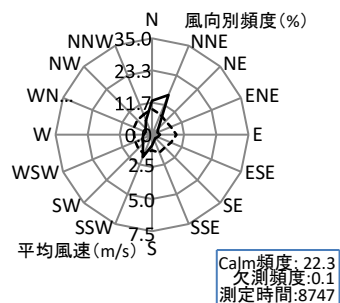 N
風向別頻度(%)
35.0
NNW
NNE
23.3
NW
NE
WN...
11.7
ENE
W
0.0
E
WSW
2.5
ESE
SW
5.0
SE
SSW
7.5
SSE
平均風速(m/s)
S
Calm頻度: 22.3
欠測頻度:0.1
測定時間:8747